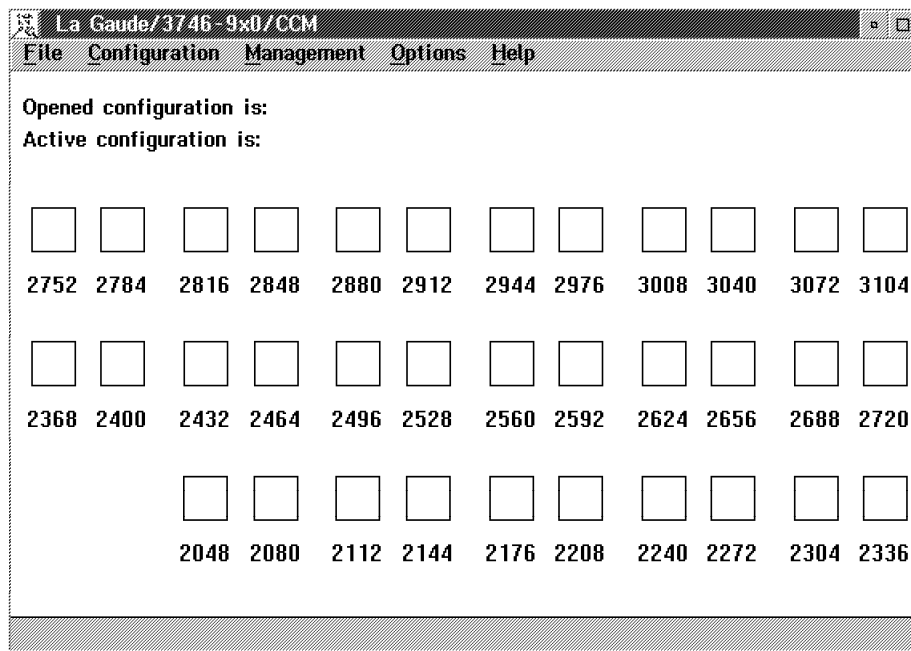 La Gaude/3746-9x0/CCM
File Configuration Management Options Help
Opened configuration is:
Active configuration is:
2752 2784 2816 2848 2880 2912 2944 2976 3008 3040 3072 3104
2368 2400 2432 2464 2496 2528 2560 2592 2624 2656 2688 2720
2048 2080 2112 2144 2176 2208 2240 2272 2304 2336